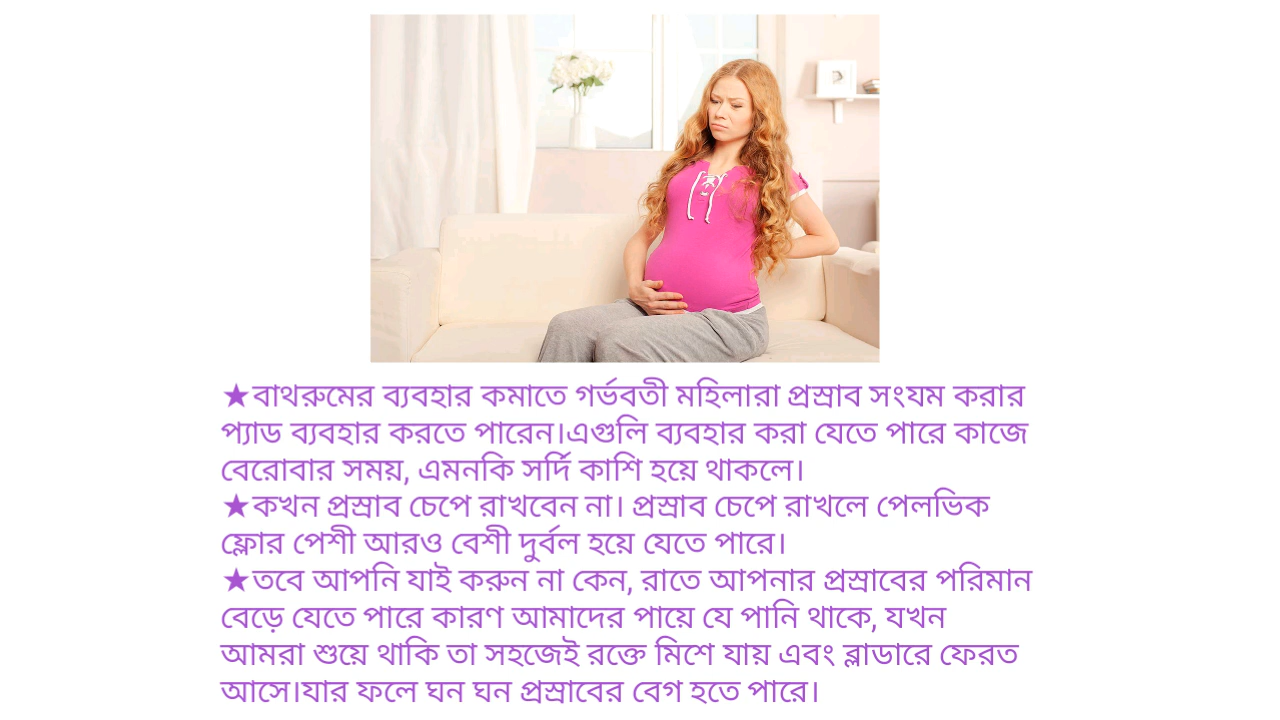 ★বাথরুমের ব্যবহার কমাতে গর্ভবতী মহিলারা প্রস্রাব সংযম করার
প্যাড ব্যবহার করতে পারেন।এগুলি ব্যবহার করা যেতে পারে কাজে
বেরোবার সময়, এমনকি সর্দি কাশি হয়ে থাকলে।
★কখন প্রস্রাব চেপে রাখবেন না। প্রস্রাব চেপে রাখলে পেলভিক
ফ্লোর পেশী আরও বেশী দুর্বল হয়ে যেতে পারে।
★তবে আপনি যাই করুন না কেন, রাতে আপনার প্রস্রাবের পরিমান
বেড়ে যেতে পারে কারণ আমাদের পায়ে যে পানি থাকে, যখন
আমরা শুয়ে থাকি তা সহজেই রক্তে মিশে যায় এবং ব্লাডারে ফেরত
আসে।যার ফলে ঘন ঘন প্রস্রাবের বেগ হতে পারে।